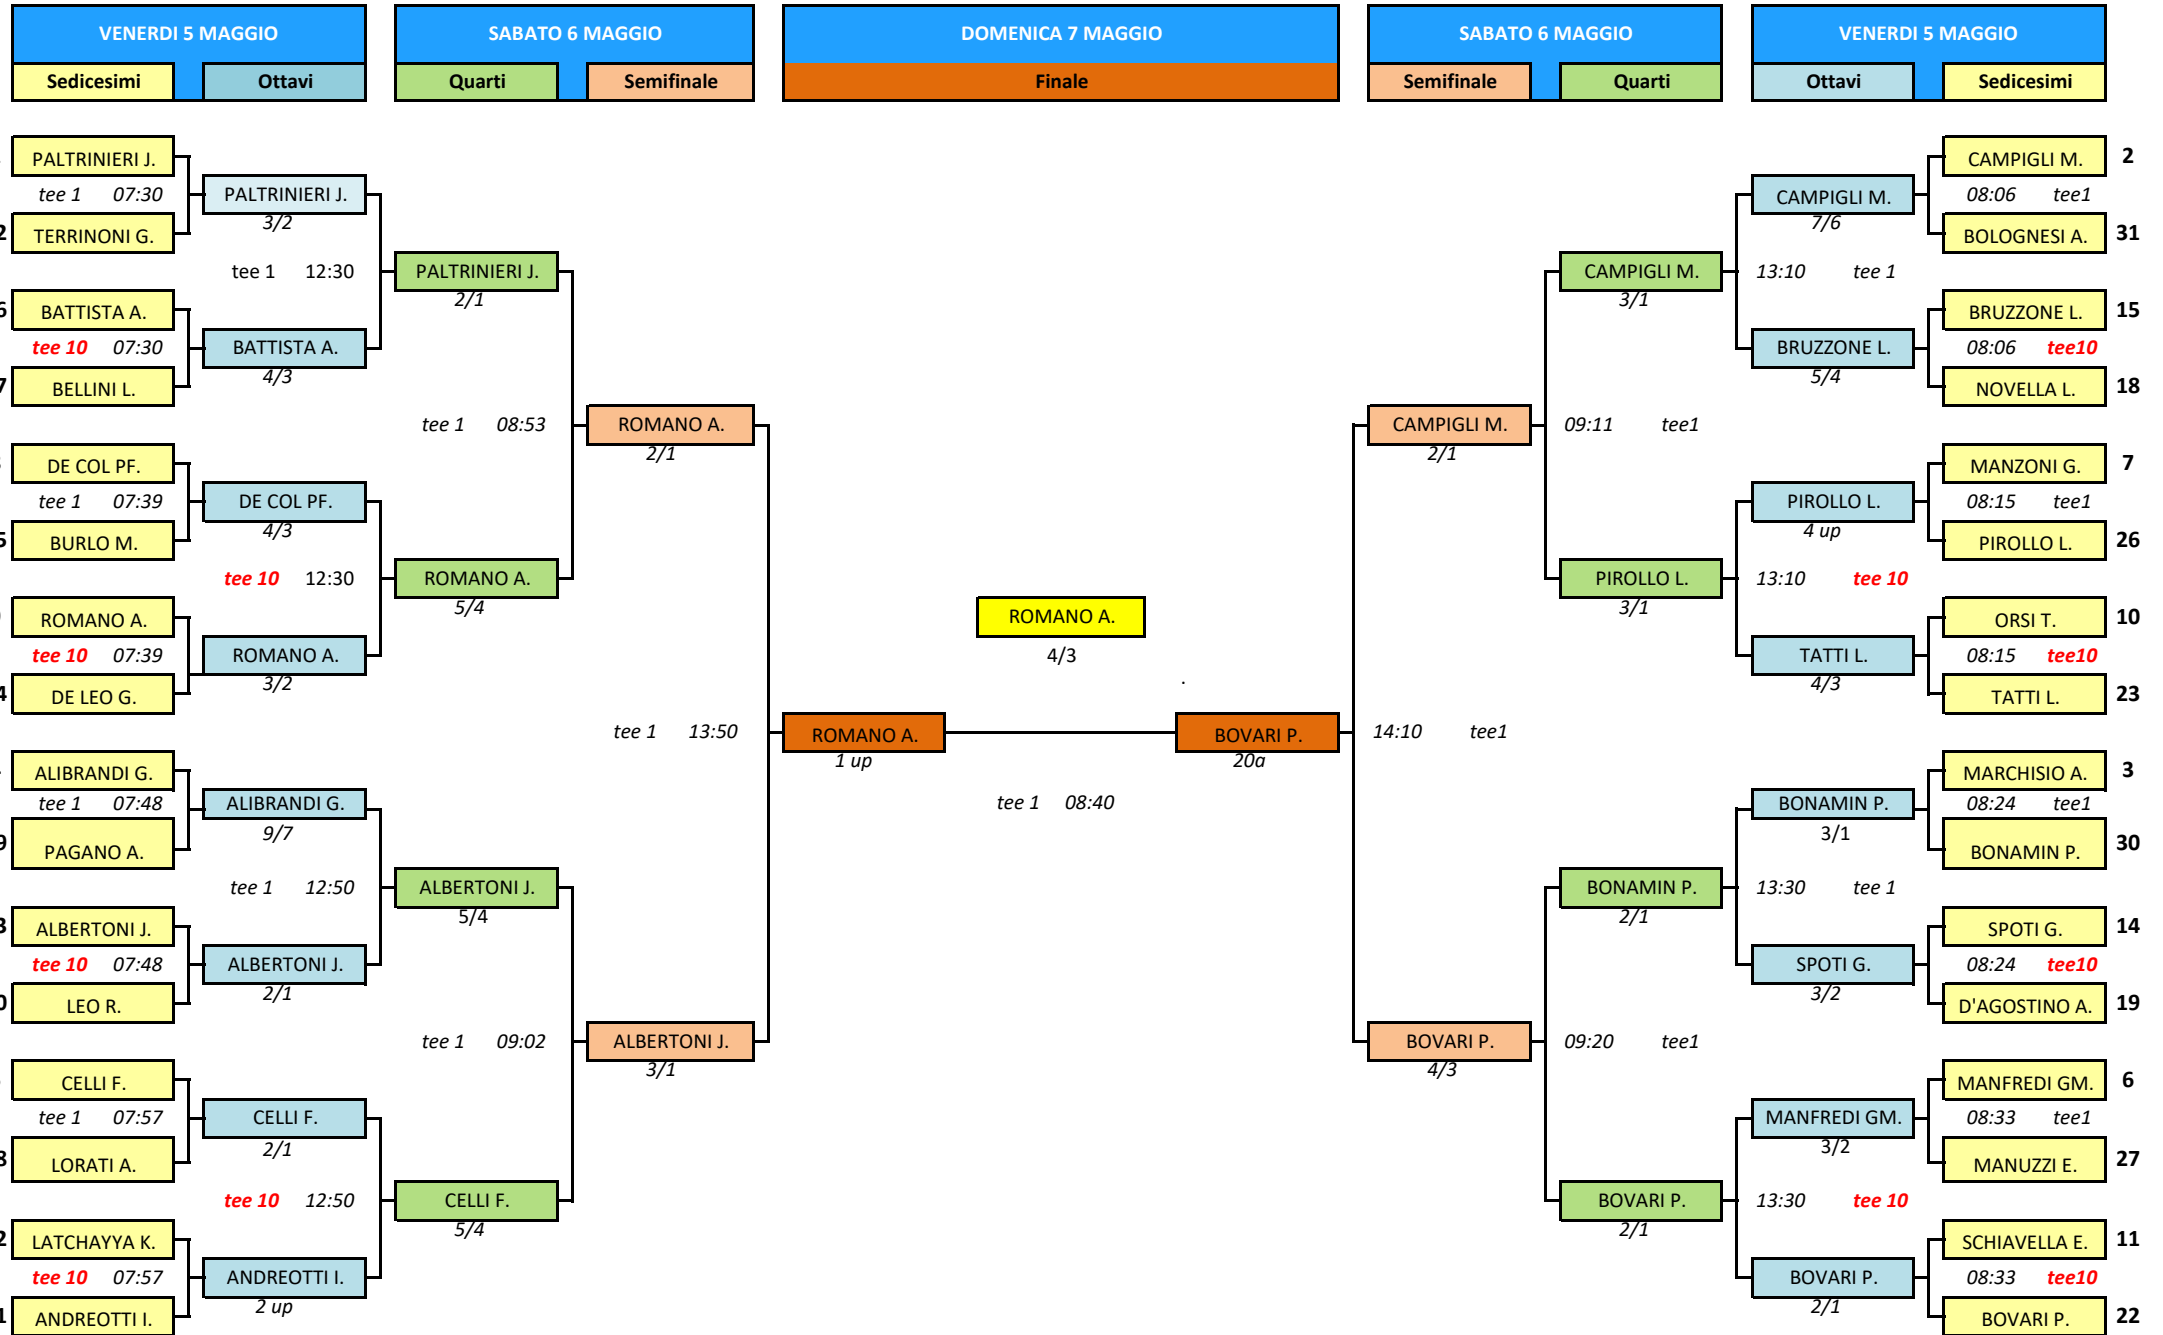 VENERDI 5 MAGGIO SABATO 6 MAGGIO DOMENICA 7 MAGGIO SABATO 6 MAGGIO VENERDI 5 MAGGIO
Sedicesimi Ottavi Quarti Semifinale Finale Semifinale Quarti Ottavi Sedicesimi
PALTRINIERI J. CAMPIGLI M. 2
tee 1 07:30 PALTRINIERI J. CAMPIGLI M. 08:06 tee1
3/2 7/6
2 TERRINONI G. BOLOGNESI A. 31
tee 1 12:30 PALTRINIERI J. CAMPIGLI M. 13:10 tee 1
2/1 3/1
6 BATTISTA A. BRUZZONE L. 15
tee 10 07:30 BATTISTA A. BRUZZONE L. 08:06 tee10
4/3 5/4
7 BELLINI L. NOVELLA L. 18
tee 1 08:53 ROMANO A. CAMPIGLI M. 09:11 tee1
2/1 2/1
DE COL PF. MANZONI G. 7
tee 1 07:39 DE COL PF. PIROLLO L. 08:15 tee1
4/3 4 up
5 BURLO M. PIROLLO L. 26
tee 10 12:30 ROMANO A. PIROLLO L. 13:10 tee 10
5/4 3/1
ROMANO A. ROMANO A. ORSI T. 10
tee 10 07:39 ROMANO A. 4/3 TATTI L. 08:15 tee10
3/2 . 4/3
4 DE LEO G. TATTI L. 23
tee 1 13:50 ROMANO A. BOVARI P. 14:10 tee1
1 up 20a
ALIBRANDI G. MARCHISIO A. 3
tee 1 07:48 ALIBRANDI G. tee 1 08:40 BONAMIN P. 08:24 tee1
9/7 3/1
9 PAGANO A. BONAMIN P. 30
tee 1 12:50 ALBERTONI J. BONAMIN P. 13:30 tee 1
5/4 2/1
3 ALBERTONI J. SPOTI G. 14
tee 10 07:48 ALBERTONI J. SPOTI G. 08:24 tee10
2/1 3/2
0 LEO R. D'AGOSTINO A. 19
tee 1 09:02 ALBERTONI J. BOVARI P. 09:20 tee1
3/1 4/3
CELLI F. MANFREDI GM. 6
tee 1 07:57 CELLI F. MANFREDI GM. 08:33 tee1
2/1 3/2
8 LORATI A. MANUZZI E. 27
tee 10 12:50 CELLI F. BOVARI P. 13:30 tee 10
5/4 2/1
2 LATCHAYYA K. SCHIAVELLA E. 11
tee 10 07:57 ANDREOTTI I. BOVARI P. 08:33 tee10
2 up 2/1
1 ANDREOTTI I. BOVARI P. 22